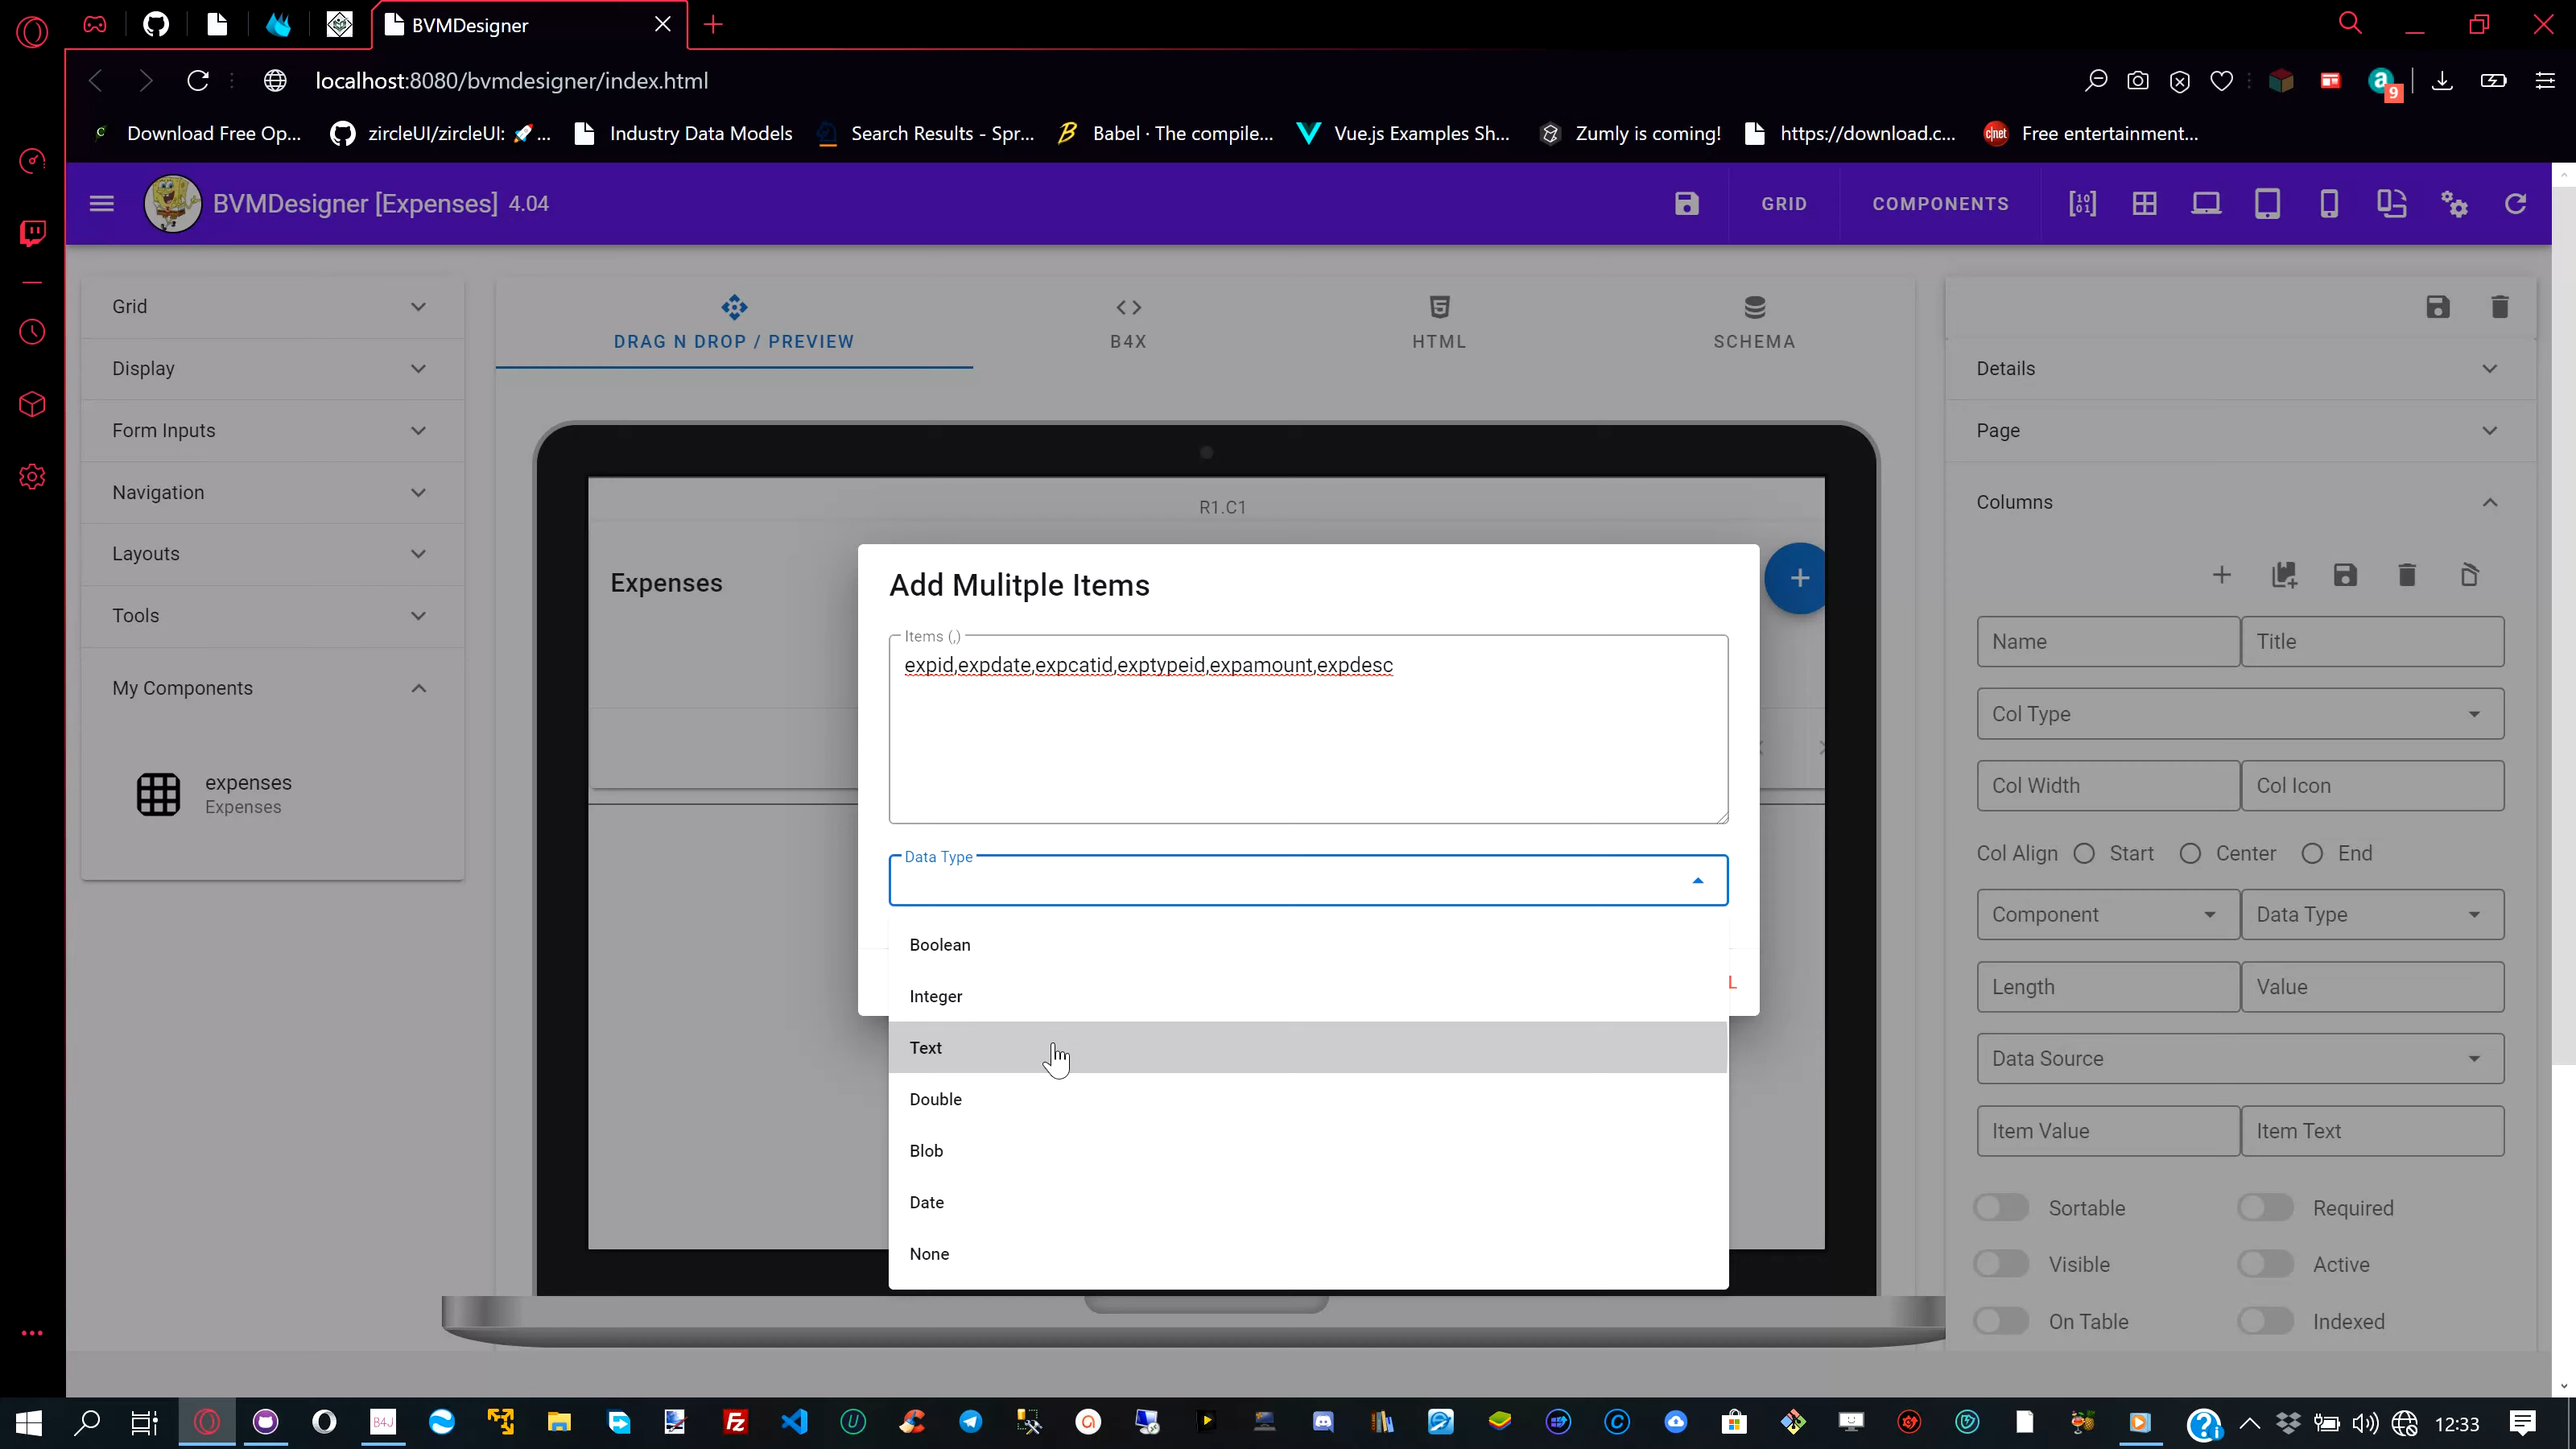 BVMDesigner
localhost:8080/bvmdesigner/index.html
9
Download Free Op...
zircleUI/zircleUI: 🚀 ...
Industry Data Models
Search Results - Spr...
Babel · The compile...
Vue.js Examples Sh...
Zumly is coming!
https://download.c...
Free entertainment...
BVMDesigner [Expenses] 4.04
GRID
COMPONENTS
Grid
Display
Form Inputs
Navigation
Layouts
Tools
My Components
expenses
Expenses
DRAG N DROP / PREVIEW
B4X
HTML
SCHEMA
R1.C1
Expenses
Add Mulitple Items
Items (,)
expid,expdate,expcatid,exptypeid,expamount,expdesc
Data Type
Boolean
Integer
L
Text
Double
Blob
Date
None
Details
Page
Columns
Name
Title
Col Type
Col Width
Col Icon
Col Align Start Center End
Component
Data Type
Length
Value
Data Source
Item Value
Item Text
Sortable
Required
Visible
Active
On Table
Indexed
B4J
12:33